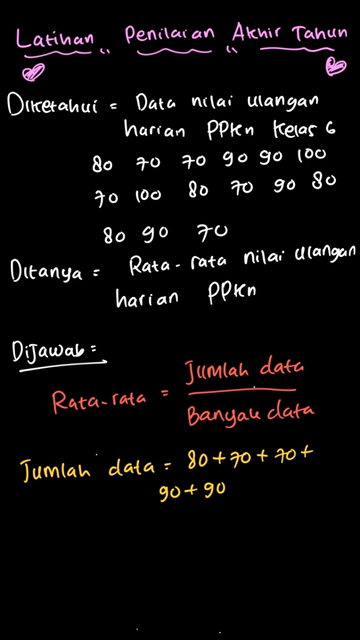 Latihan Penilaian Akhir Tahun
Diketahui = Data nilai ulangan
harian PPKn Kelas 6
80 70 70 90 90 100
70 100 80 70 90 80
80 90 70
Ditanya = Rata-rata nilai ulangan
harian PPKn
Dijawab =
Rata-rata = Jumlah data
Banyak data
Jumlah data = 80 + 70 + 70 +
90 + 90